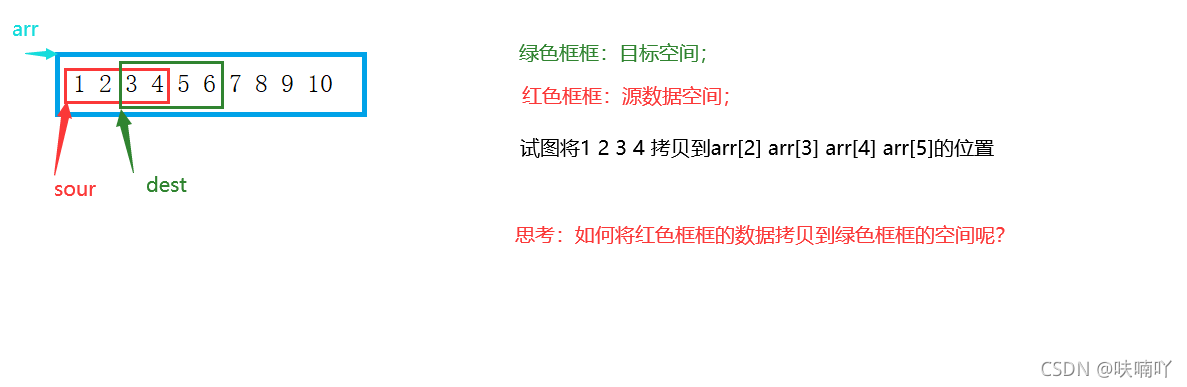 arr
1 2 3 4 5 6 7 8 9 10
sour
dest
绿色框框：目标空间；
红色框框：源数据空间；
试图将1 2 3 4 拷贝到arr[2] arr[3] arr[4] arr[5]的位置
思考：如何将红色框框的数据拷贝到绿色框框的空间呢？
CSDN @呋喃吖